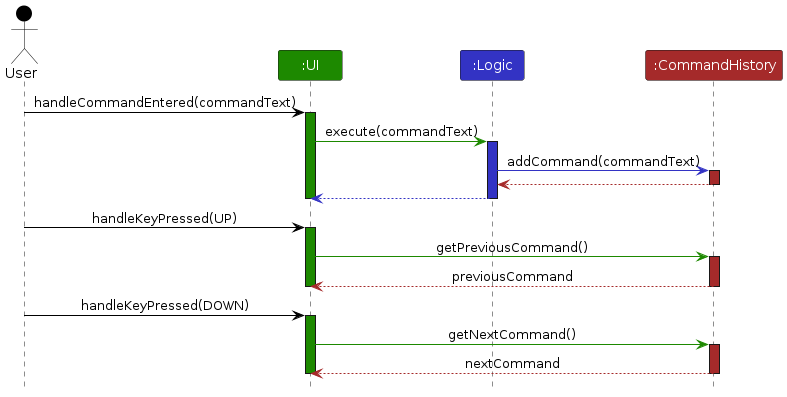 User
:UI
:Logic
:CommandHistory
handleCommandEntered(commandText)
execute(commandText)
addCommand(commandText)
handleKeyPressed(UP)
getPreviousCommand()
previousCommand
handleKeyPressed(DOWN)
getNextCommand()
nextCommand